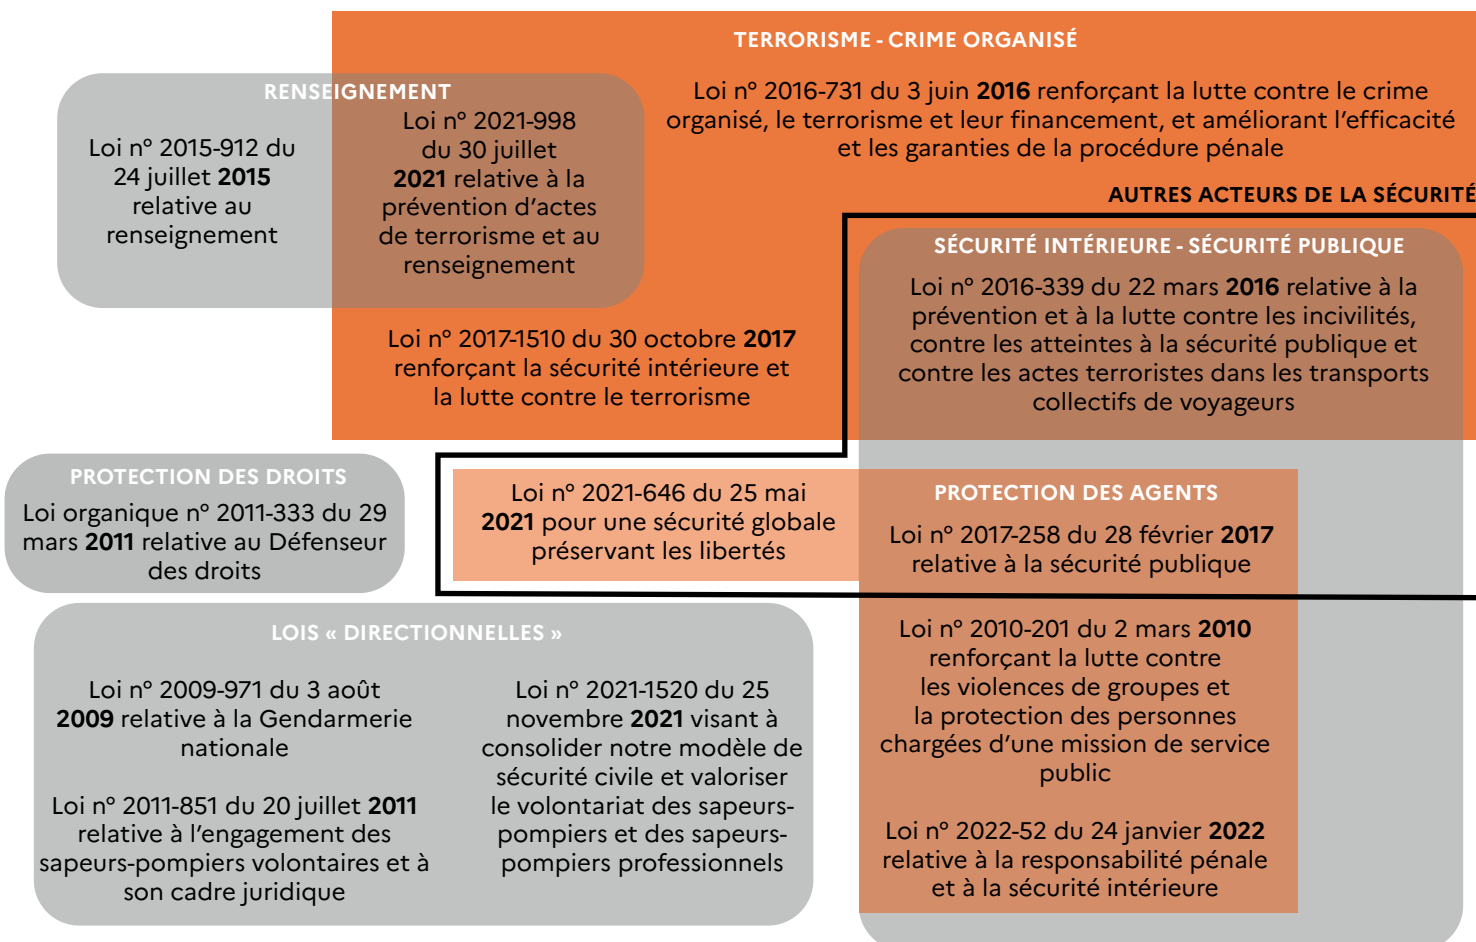 TERRORISME - CRIME ORGANISÉ
Loi n° 2016-731 du 3 juin 2016 renforçant la lutte contre le crime
organisé, le terrorisme et leur financement, et améliorant l’efficacité
et les garanties de la procédure pénale
RENSEIGNEMENT
Loi n° 2015-912 du
24 juillet 2015
relative au
renseignement
Loi n° 2021-998
du 30 juillet
2021 relative à la
prévention d’actes
de terrorisme et au
renseignement
Loi n° 2017-1510 du 30 octobre 2017
renforçant la sécurité intérieure et
la lutte contre le terrorisme
AUTRES ACTEURS DE LA SÉCURITÉ
SÉCURITÉ INTÉRIEURE - SÉCURITÉ PUBLIQUE
Loi n° 2016-339 du 22 mars 2016 relative à la
prévention et à la lutte contre les incivilités,
contre les atteintes à la sécurité publique et
contre les actes terroristes dans les transports
collectifs de voyageurs
PROTECTION DES DROITS
Loi organique n° 2011-333 du 29
mars 2011 relative au Défenseur
des droits
Loi n° 2021-646 du 25 mai
2021 pour une sécurité globale
préservant les libertés
PROTECTION DES AGENTS
Loi n° 2017-258 du 28 février 2017
relative à la sécurité publique
Loi n° 2010-201 du 2 mars 2010
renforçant la lutte contre
les violences de groupes et
la protection des personnes
chargées d’une mission de service
public
Loi n° 2022-52 du 24 janvier 2022
relative à la responsabilité pénale
et à la sécurité intérieure
LOIS « DIRECTIONNELLES »
Loi n° 2009-971 du 3 août
2009 relative à la Gendarmerie
nationale
Loi n° 2011-851 du 20 juillet 2011
relative à l’engagement des
sapeurs-pompiers volontaires et à
son cadre juridique
Loi n° 2021-1520 du 25
novembre 2021 visant à
consolider notre modèle de
sécurité civile et valoriser
le volontariat des sapeurs-
pompiers et des sapeurs-
pompiers professionnels